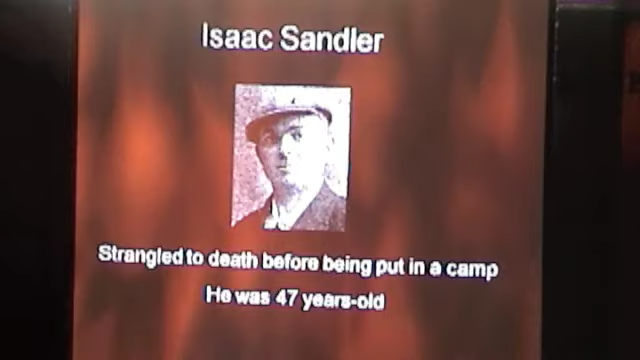 Isaac Sandler
Strangled to death before being put in a camp
He was 47 years-old